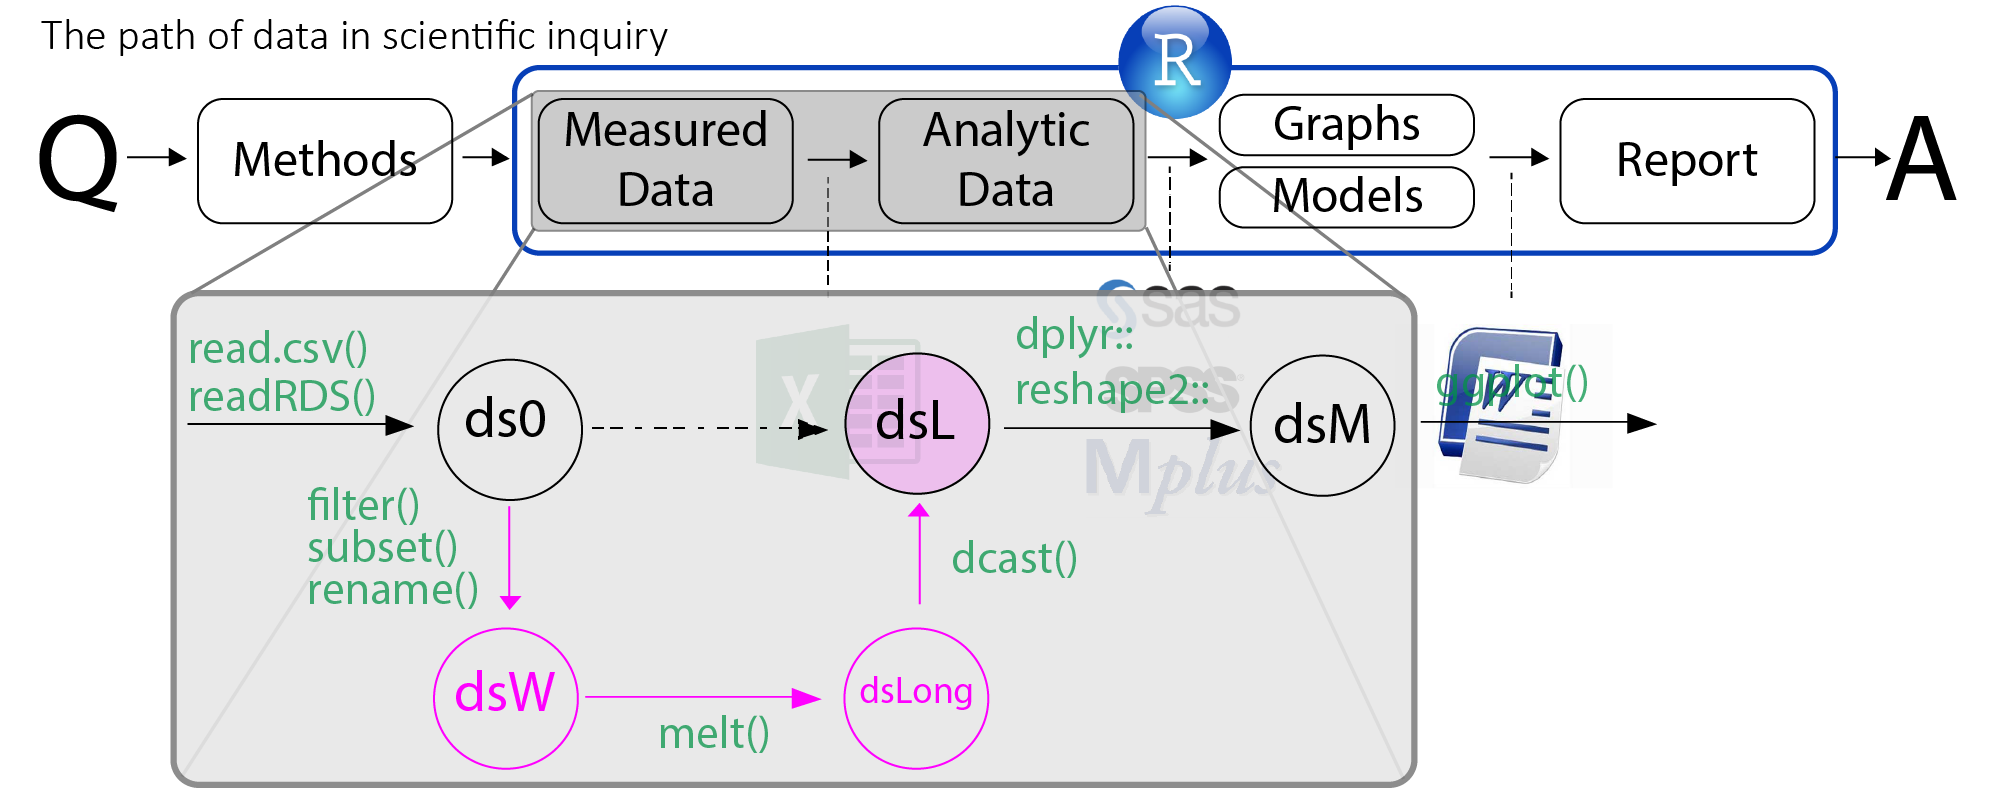 The path of data in scientific inquiry
R
Q
Methods
Measured
Data
Analytic
Data
Graphs
Models
Report
A
sas
spss
Mplus
X
W
read.csv()
readRDS()
ds0
dsL
dplyr::
reshape2::
dsM
ggplot()
filter()
subset()
rename()
dcast()
dsW
melt()
dsLong